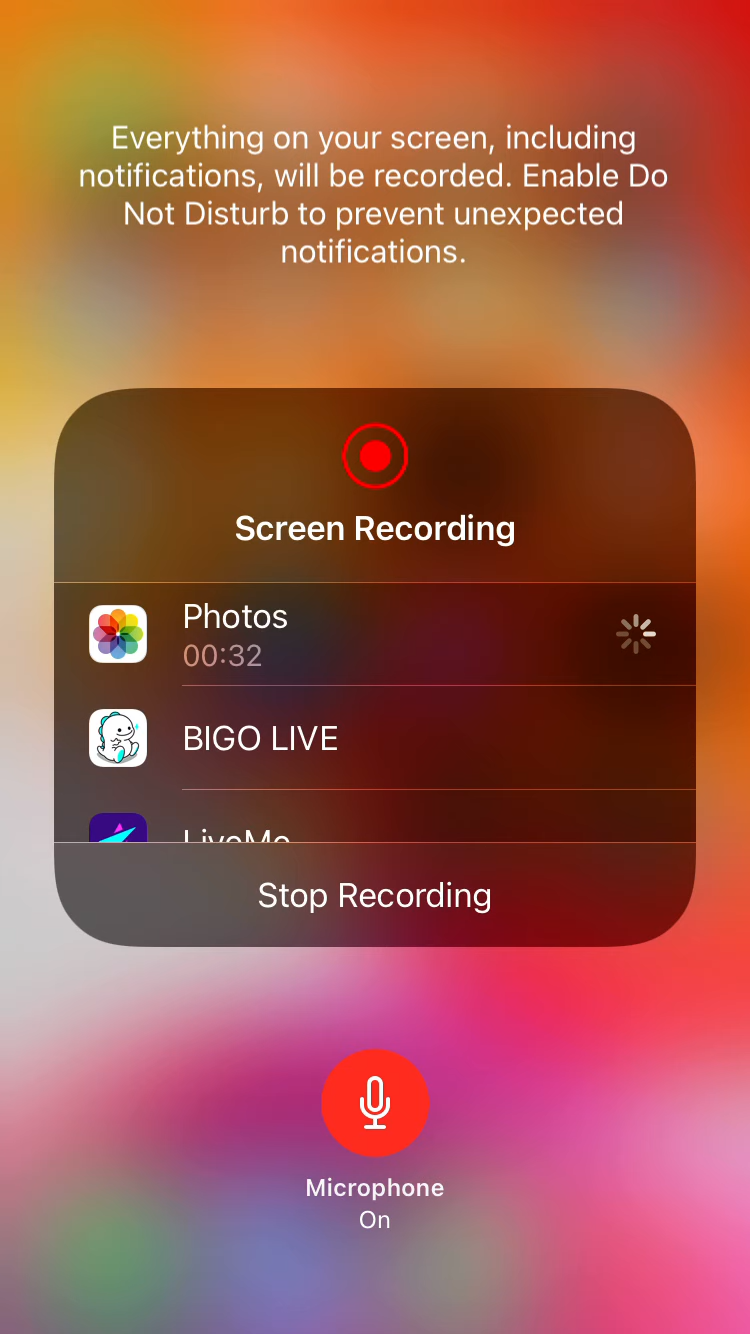 Everything on your screen, including
notifications, will be recorded. Enable Do
Not Disturb to prevent unexpected
notifications.
Screen Recording
Photos
00:32
BIGO LIVE
LiveMe
Stop Recording
Microphone
On